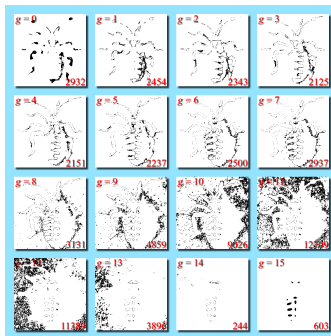 g = 0
2932
g = 1
2454
g = 2
2343
g = 3
2125
g = 4
2151
g = 5
2237
g = 6
2500
g = 7
2937
g = 8
3131
g = 9
4859
g = 10
9026
g = 13
g = 14
244
g = 15
603